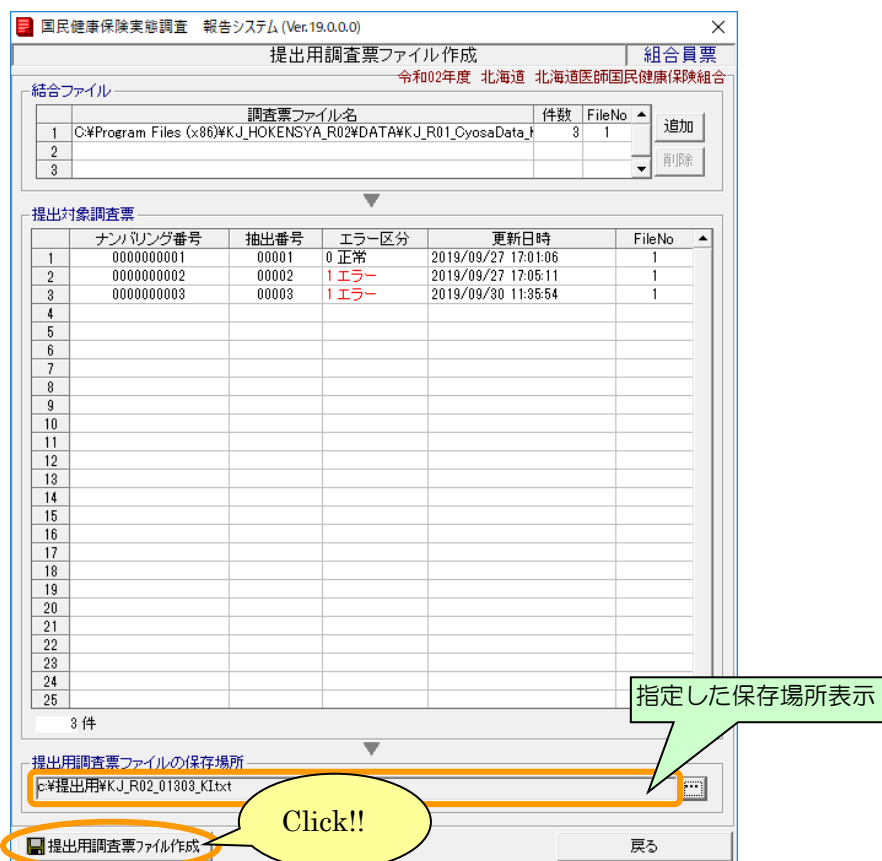 国民健康保険実態調査 報告システム (Ver.19.0.0.0)
提出用調査票ファイル作成 組合員票
令和02年度 北海道 北海道医師国民健康保険組合
結合ファイル
調査票ファイル名 件数 FileNo
1 C:¥Program Files (x86)¥KJ_HOKENSYA_R02¥DATA¥KJ_R01_CyosaData_ 3 1
2
3
追加
削除
提出対象調査票
ナンバリング番号 抽出番号 エラー区分 更新日時 FileNo
1 0000000001 00001 0 正常 2019/09/27 17:01:06 1
2 0000000002 00002 1 エラー 2019/09/27 17:05:11 1
3 0000000003 00003 1 エラー 2019/09/30 11:35:54 1
4
5
6
7
8
9
10
11
12
13
14
15
16
17
18
19
20
21
22
23
24
25
3 件
指定した保存場所表示
提出用調査票ファイルの保存場所
c:¥提出用¥KJ_R02_01303_KI.txt
...
Click!!
提出用調査票ファイル作成
戻る